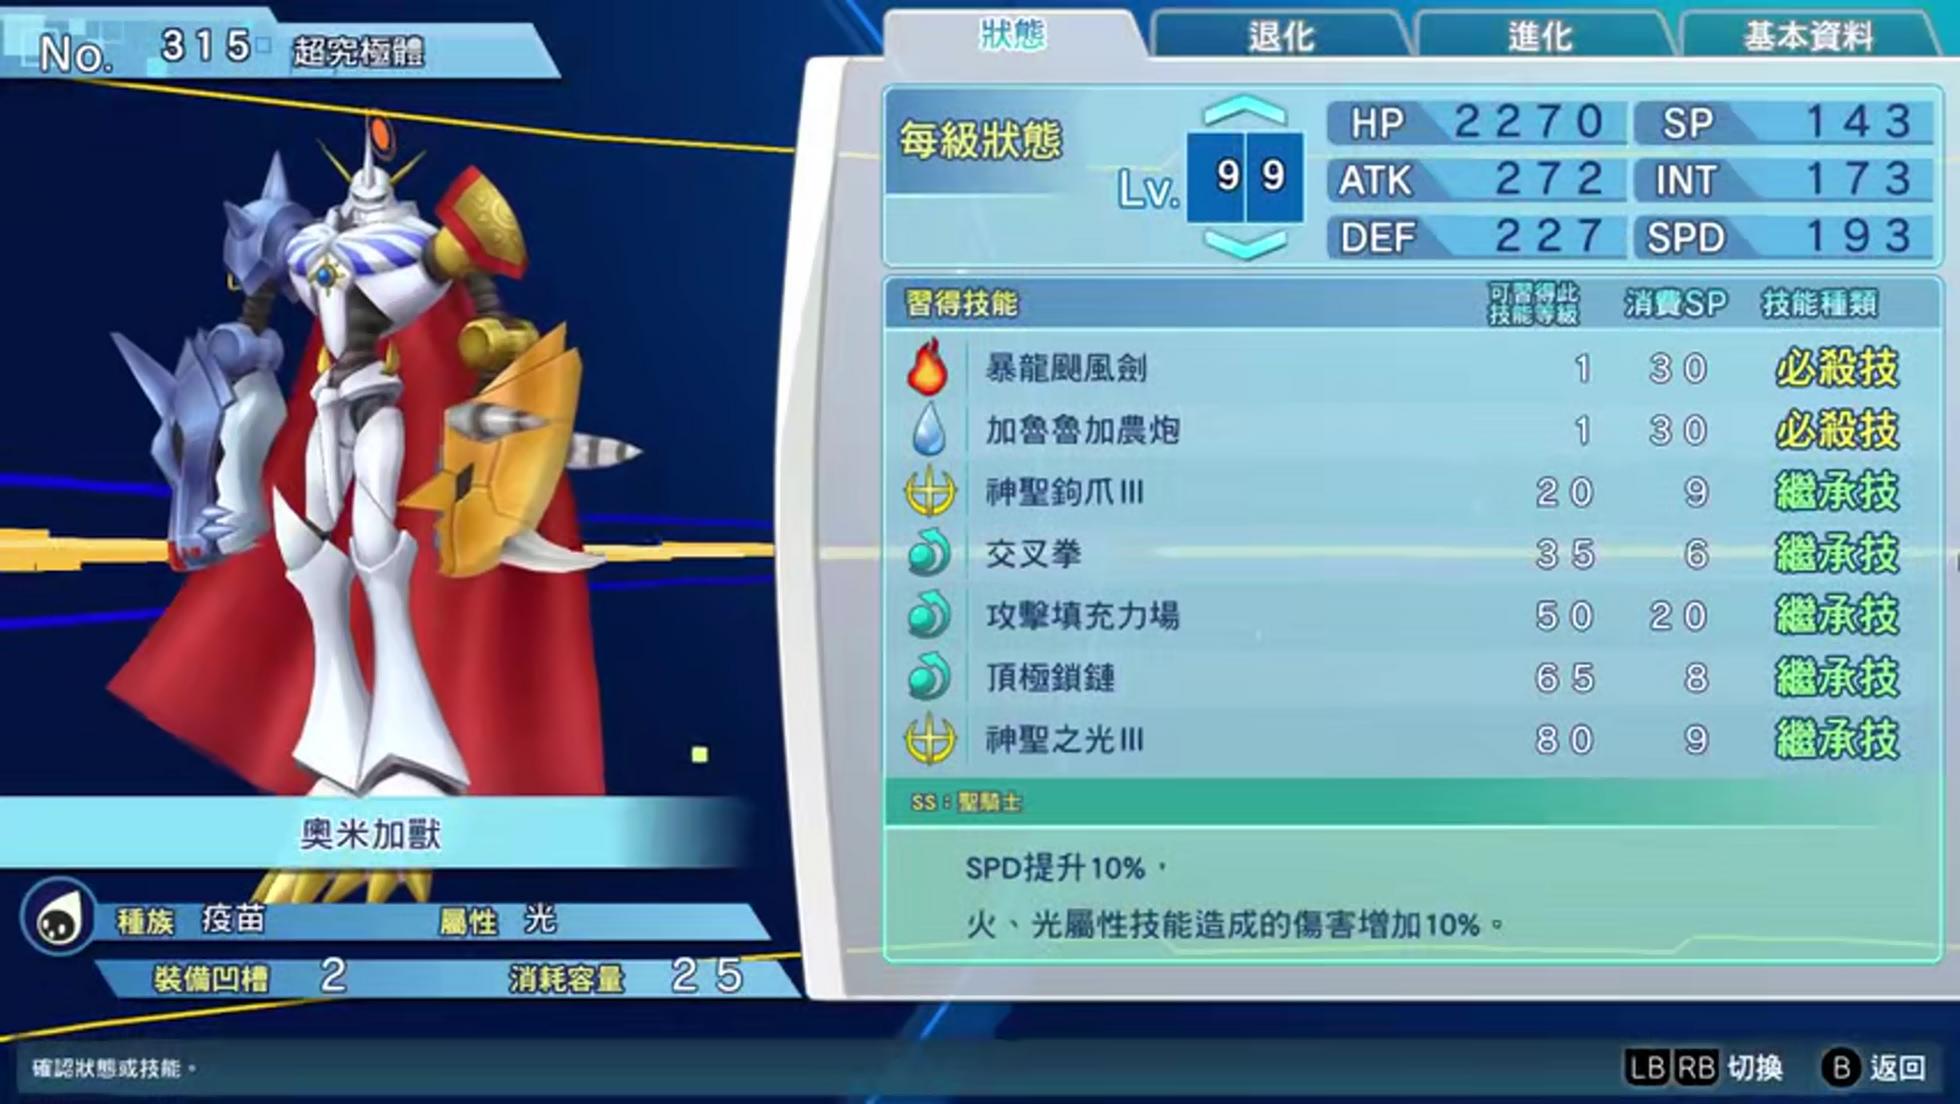 No. 315 超究極體
狀態 退化 進化 基本資料
每級狀態 Lv. 99
HP 2270 SP 143
ATK 272 INT 173
DEF 227 SPD 193
習得技能 可習得此技能等級 消費SP 技能種類
暴龍颶風劍 1 30 必殺技
加魯魯加農炮 1 30 必殺技
神聖鉤爪III 20 9 繼承技
交叉拳 35 6 繼承技
攻擊填充力場 50 20 繼承技
頂極鎖鏈 65 8 繼承技
神聖之光III 80 9 繼承技
SS：聖騎士
SPD提升10%，
火、光屬性技能造成的傷害增加10%。
奧米加獸
種族 疫苗 屬性 光
裝備凹槽 2 消耗容量 25
確認狀態或技能。
LB RB 切換 B 返回